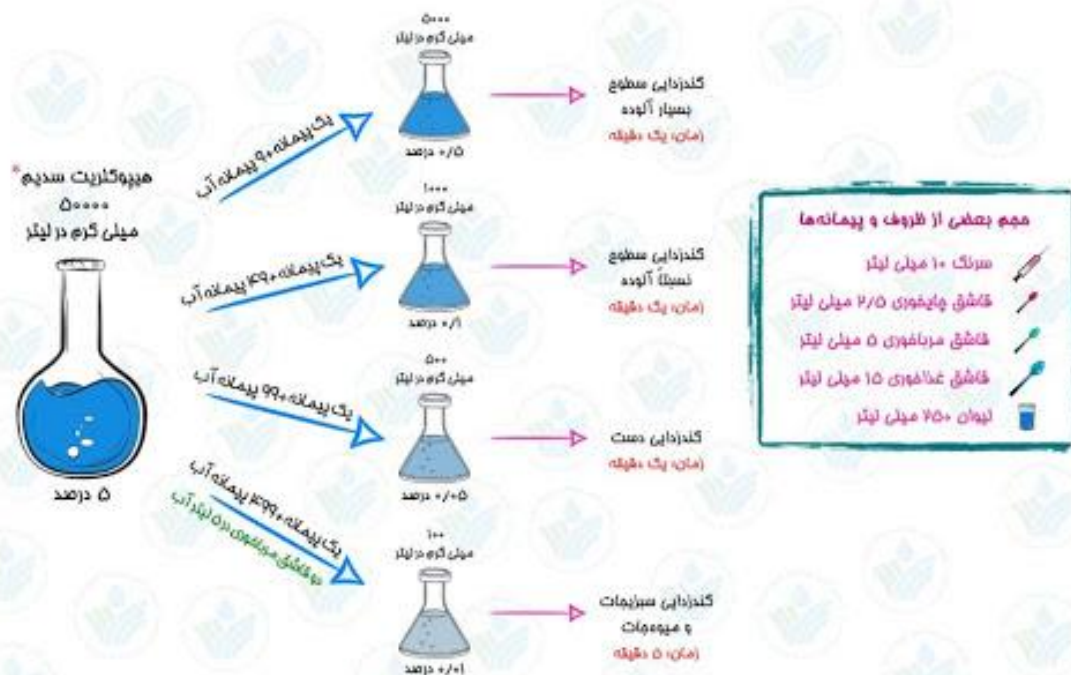 هیپوکلریت سدیم*
۵۰۰۰۰
میلی گرم در لیتر
۵ درصد
یک پیمانه+۹ پیمانه آب
۵۰۰۰
میلی گرم در لیتر
۰/۵ درصد
گندزدایی سطوح
بسیار آلوده
زمان: یک دقیقه
یک پیمانه+۴۹ پیمانه آب
۱۰۰۰
میلی گرم در لیتر
۰/۱ درصد
گندزدایی سطوح
نسبتاً آلوده
زمان: یک دقیقه
یک پیمانه+۹۹ پیمانه آب
۵۰۰
میلی گرم در لیتر
۰/۰۵ درصد
گندزدایی دست
زمان: یک دقیقه
یک پیمانه+۴۹۹ پیمانه آب
دو قاشق مرباخوری در ۵ لیتر آب
۱۰۰
میلی گرم در لیتر
۰/۰۱ درصد
گندزدایی سبزیجات
و میوه‌جات
زمان: ۵ دقیقه
حجم بعضی از ظروف و پیمانه‌ها
سرنگ ۱۰ میلی لیتر
قاشق چایخوری ۲/۵ میلی لیتر
قاشق مرباخوری ۵ میلی لیتر
قاشق غذاخوری ۱۵ میلی لیتر
لیوان ۲۵۰ میلی لیتر